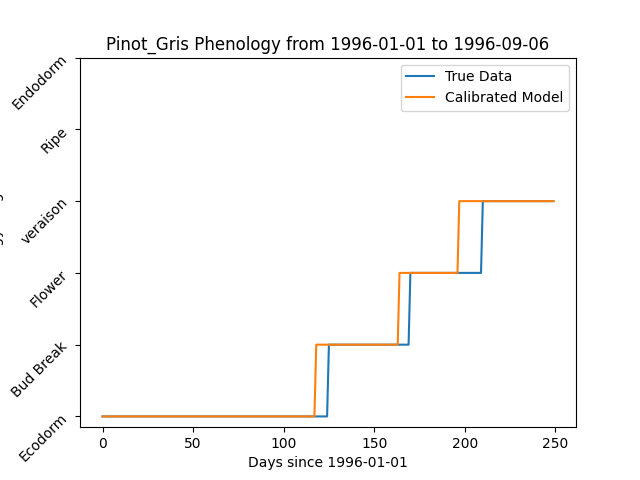 Pinot_Gris Phenology from 1996-01-01 to 1996-09-06
True Data
Calibrated Model
Endodorm
Ripe
veraison
Flower
Bud Break
Ecodorm
0 50 100 150 200 250
Days since 1996-01-01